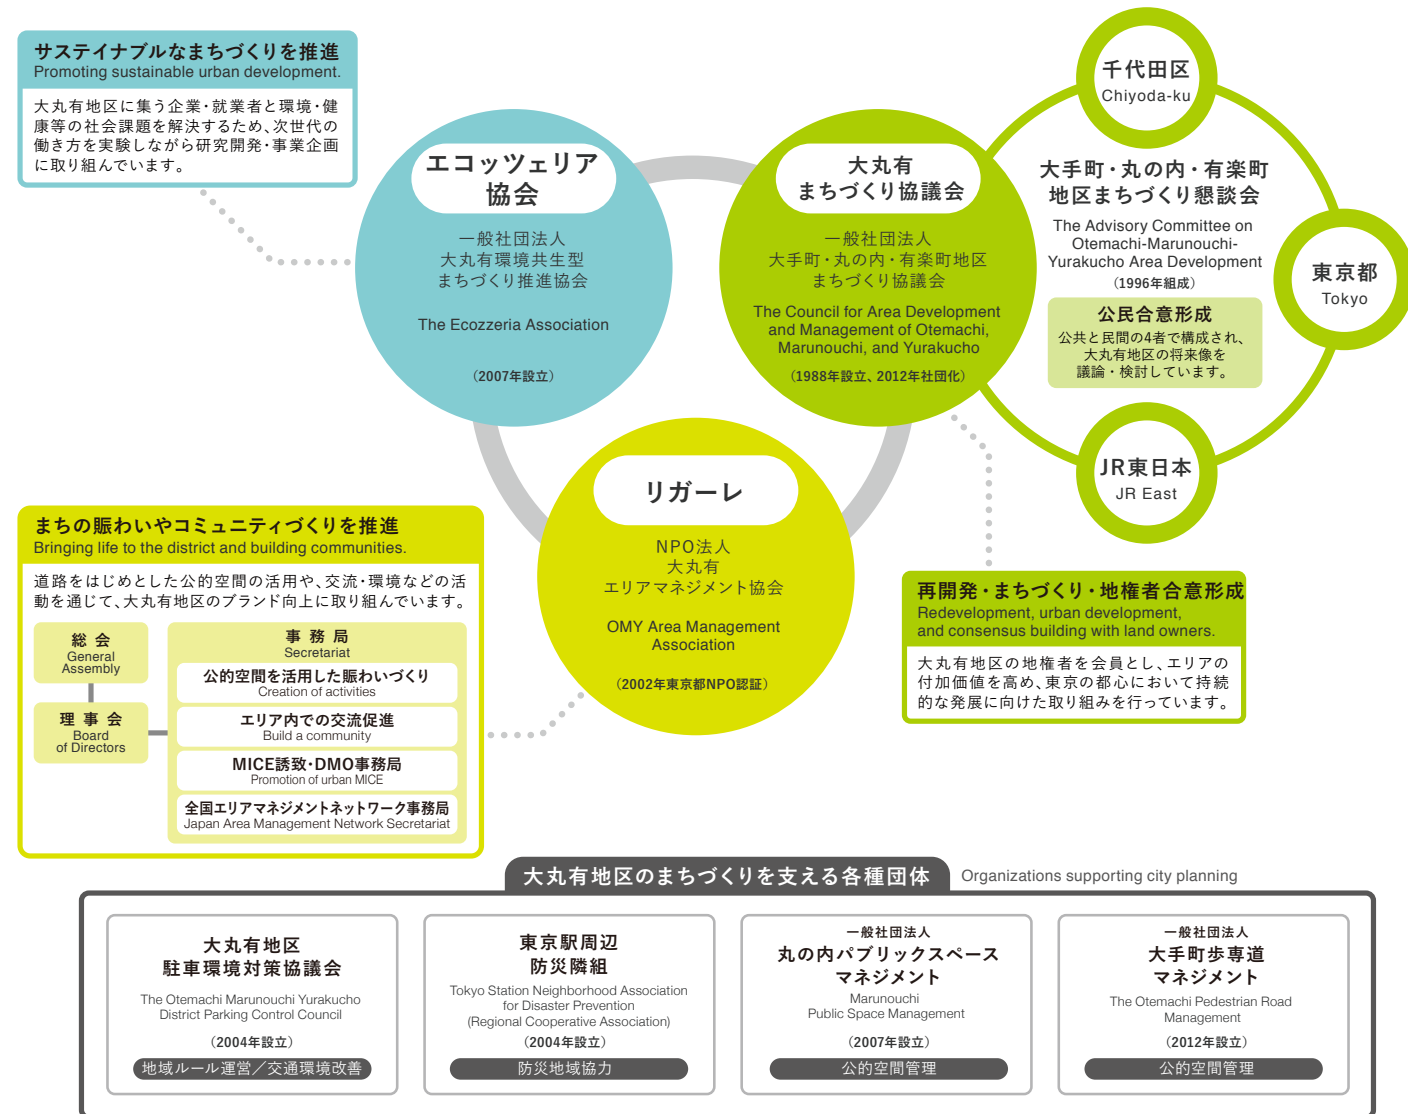 サステイナブルなまちづくりを推進
Promoting sustainable urban development.
大丸有地区に集う企業・就業者と環境・健
康等の社会課題を解決するため、次世代の
働き方を実験しながら研究開発・事業企画
に取り組んでいます。
エコッツェリア
協会
一般社団法人
大丸有環境共生型
まちづくり推進協会
The Ecozzeria Association
（2007年設立）
大丸有
まちづくり協議会
一般社団法人
大手町・丸の内・有楽町地区
まちづくり協議会
The Council for Area Development
and Management of Otemachi,
Marunouchi, and Yurakucho
（1988年設立、2012年社団化）
千代田区
Chiyoda-ku
大手町・丸の内・有楽町
地区まちづくり懇談会
The Advisory Committee on
Otemachi-Marunouchi-
Yurakucho Area Development
（1996年組成）
公民合意形成
公共と民間の4者で構成され、
大丸有地区の将来像を
議論・検討しています。
東京都
Tokyo
JR東日本
JR East
リガーレ
NPO法人
大丸有
エリアマネジメント協会
OMY Area Management
Association
（2002年東京都NPO認証）
まちの賑わいやコミュニティづくりを推進
Bringing life to the district and building communities.
道路をはじめとした公的空間の活用や、交流・環境などの活
動を通じて、大丸有地区のブランド向上に取り組んでいます。
総 会
General
Assembly
理 事 会
Board
of Directors
事 務 局
Secretariat
公的空間を活用した賑わいづくり
Creation of activities
エリア内での交流促進
Build a community
MICE誘致・DMO事務局
Promotion of urban MICE
全国エリアマネジメントネットワーク事務局
Japan Area Management Network Secretariat
再開発・まちづくり・地権者合意形成
Redevelopment, urban development,
and consensus building with land owners.
大丸有地区の地権者を会員とし、エリアの
付加価値を高め、東京の都心において持続
的な発展に向けた取り組みを行っています。
大丸有地区のまちづくりを支える各種団体
Organizations supporting city planning
大丸有地区
駐車環境対策協議会
The Otemachi Marunouchi Yurakucho
District Parking Control Council
（2004年設立）
地域ルール運営／交通環境改善
東京駅周辺
防災隣組
Tokyo Station Neighborhood Association
for Disaster Prevention
(Regional Cooperative Association)
（2004年設立）
防災地域協力
一般社団法人
丸の内パブリックスペース
マネジメント
Marunouchi
Public Space Management
（2007年設立）
公的空間管理
一般社団法人
大手町歩専道
マネジメント
The Otemachi Pedestrian Road
Management
（2012年設立）
公的空間管理